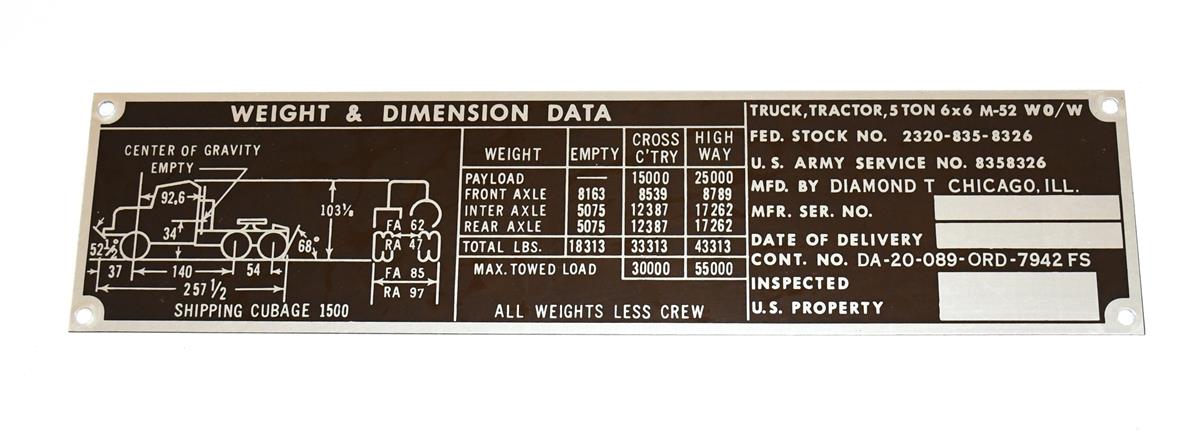 WEIGHT & DIMENSION DATA
CENTER OF GRAVITY
EMPTY
92,6
103⅛
34
52½°
68°
37
140
54
257 1/2
SHIPPING CUBAGE 1500
FA 62
RA 47
FA 85
RA 97
WEIGHT EMPTY CROSS C'TRY HIGH WAY
PAYLOAD — 15000 25000
FRONT AXLE 8163 8539 8789
INTER AXLE 5075 12387 17262
REAR AXLE 5075 12387 17262
TOTAL LBS. 18313 33313 43313
MAX. TOWED LOAD 30000 55000
ALL WEIGHTS LESS CREW
TRUCK, TRACTOR, 5 TON 6x6 M-52 WO/W
FED. STOCK NO. 2320-835-8326
U.S. ARMY SERVICE NO. 8358326
MFD. BY DIAMOND T CHICAGO, ILL.
MFR. SER. NO.
DATE OF DELIVERY
CONT. NO. DA-20-089-ORD-7942 FS
INSPECTED
U.S. PROPERTY